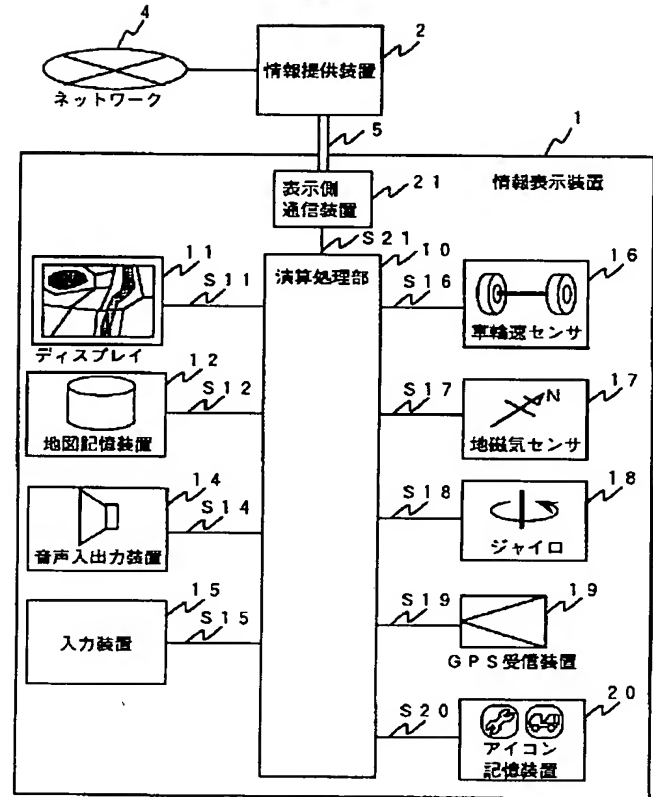 4
2
情報提供装置
ネットワーク
5
1
表示側
通信装置
21
情報表示装置
S21
10
演算処理部
11
S11
ディスプレイ
S16
16
車輪速センサ
12
S12
地図記憶装置
S17
N
17
地磁気センサ
14
S14
音声入出力装置
S18
18
ジャイロ
15
S15
入力装置
S19
19
GPS受信装置
S20
20
アイコン
記憶装置